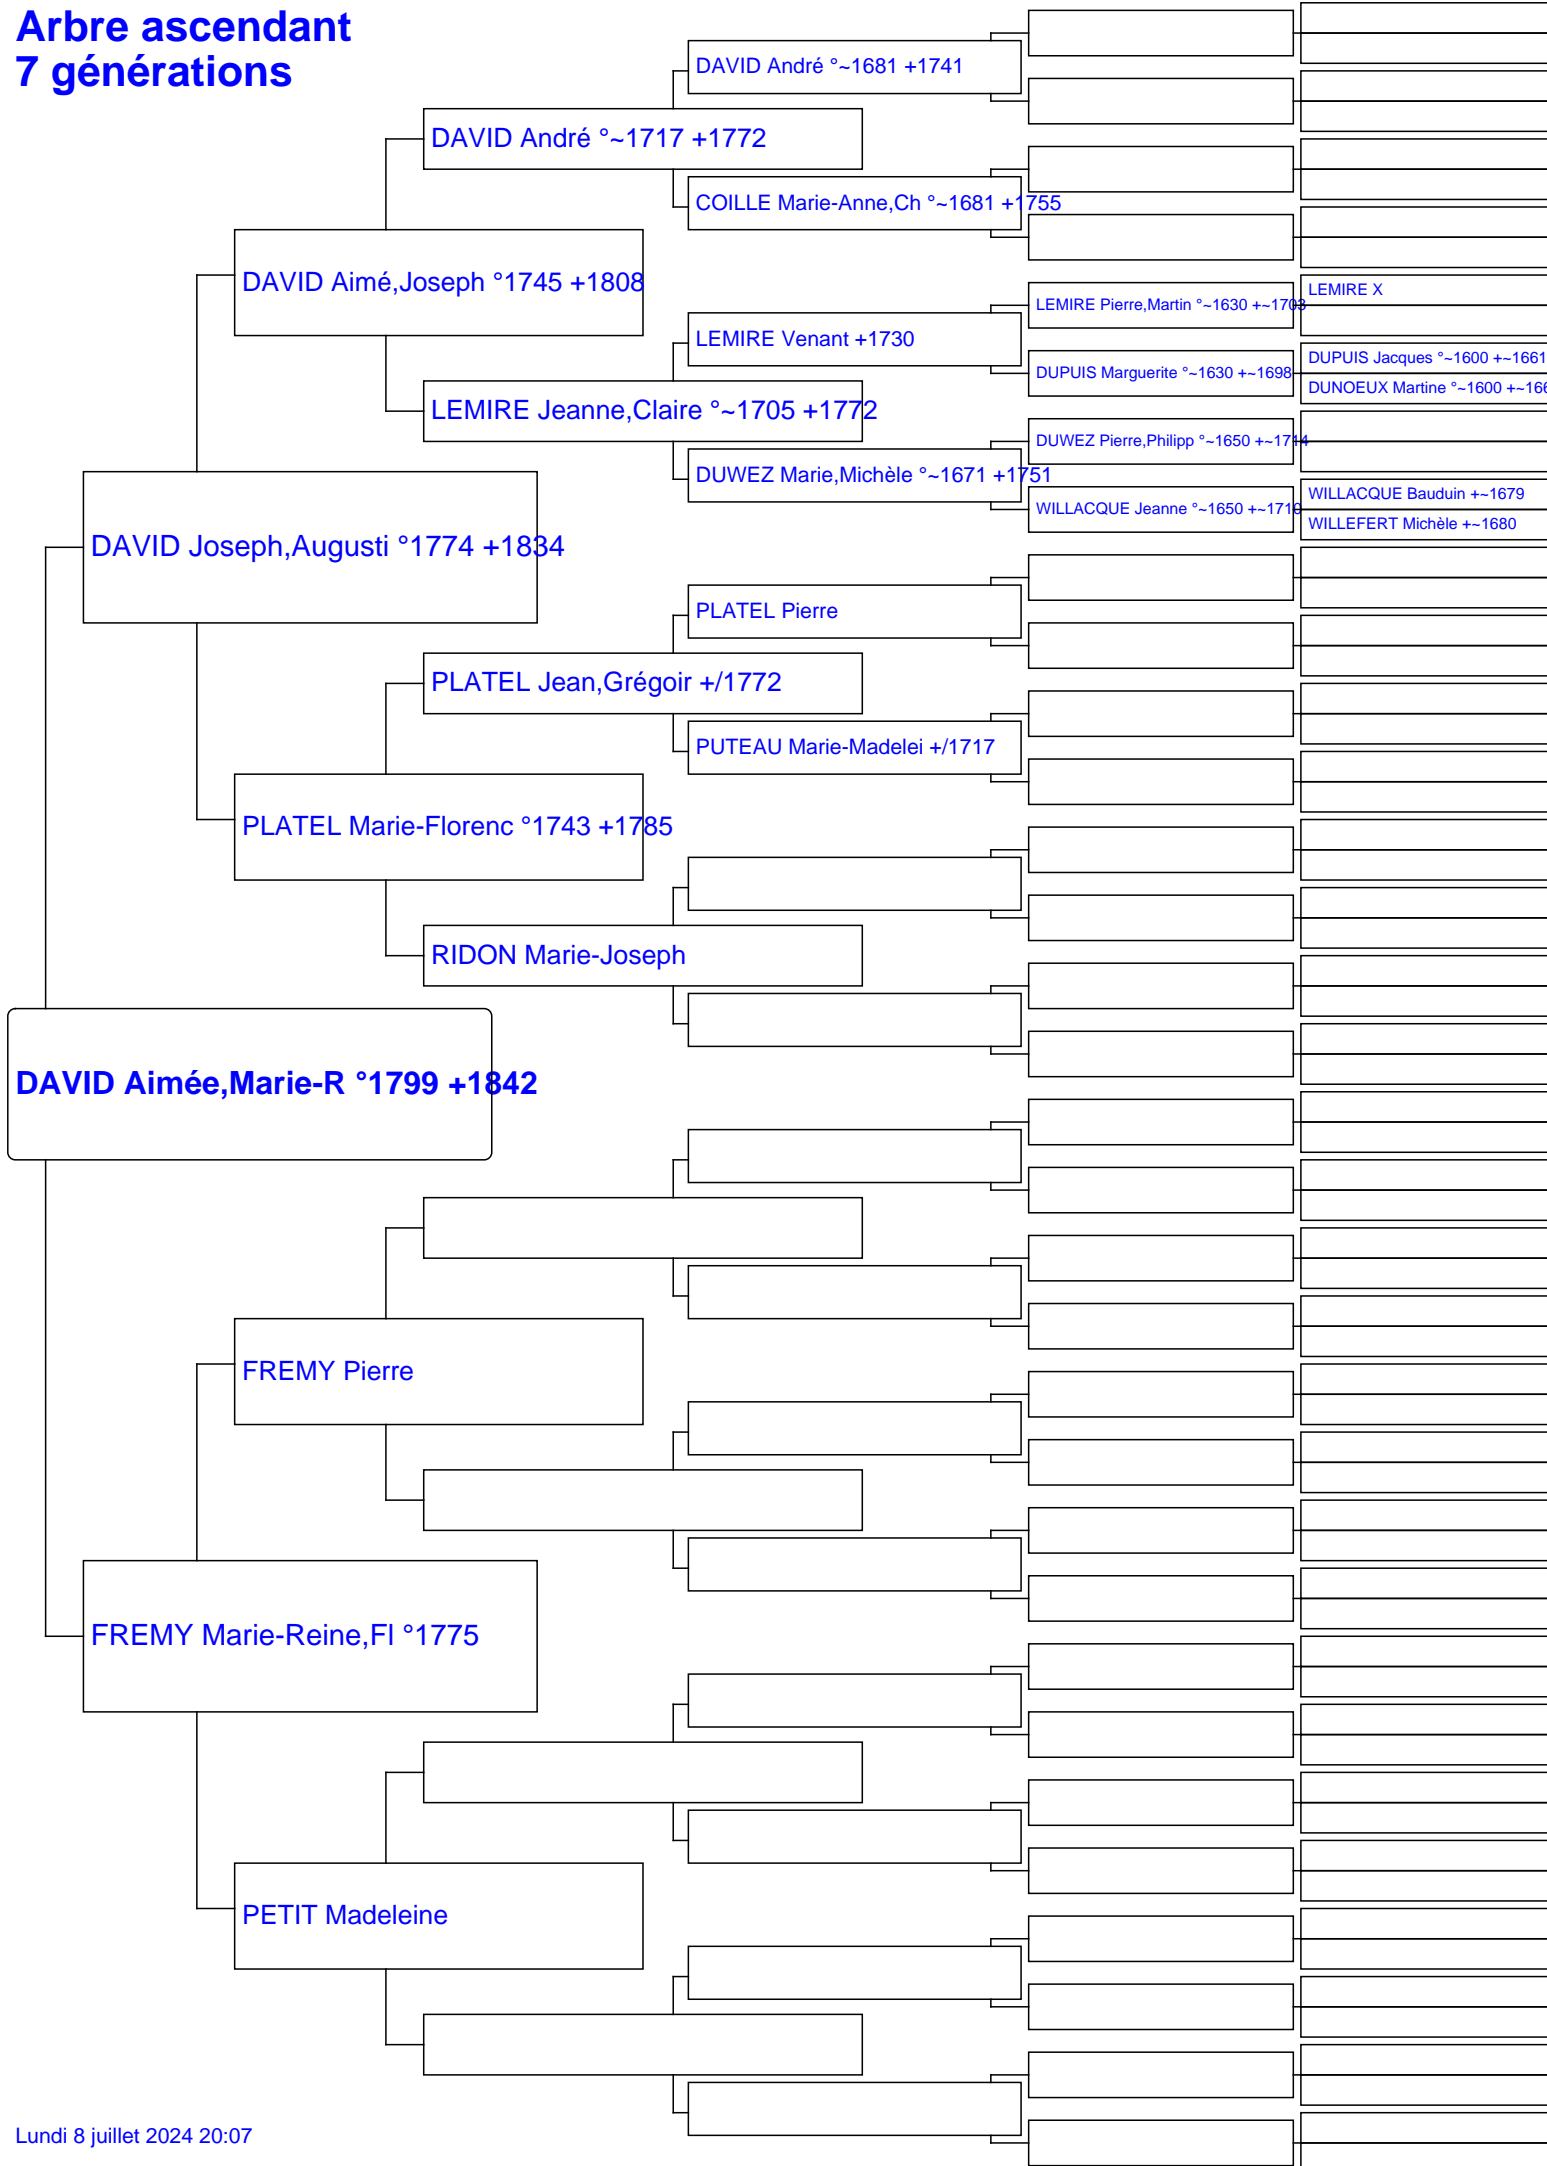 Arbre ascendant
7 générations
DAVID André °~1681 +1741
DAVID André °~1717 +1772
COILLE Marie-Anne,Ch °~1681 +1755
DAVID Aimé,Joseph °1745 +1808
LEMIRE X
LEMIRE Pierre,Martin °~1630 +~1703
LEMIRE Venant +1730
DUPUIS Jacques °~1600 +~1661
DUPUIS Marguerite °~1630 +~1698
DUNOEUX Martine °~1600 +~166
LEMIRE Jeanne,Claire °~1705 +1772
DUWEZ Pierre,Philipp °~1650 +~1714
DUWEZ Marie,Michèle °~1671 +1751
WILLACQUE Bauduin +~1679
WILLACQUE Jeanne °~1650 +~1710
WILLEFERT Michèle +~1680
DAVID Joseph,Augusti °1774 +1834
PLATEL Pierre
PLATEL Jean,Grégoir +/1772
PUTEAU Marie-Madelei +/1717
PLATEL Marie-Florenc °1743 +1785
RIDON Marie-Joseph
DAVID Aimée,Marie-R °1799 +1842
FREMY Pierre
FREMY Marie-Reine,Fl °1775
PETIT Madeleine
Lundi 8 juillet 2024 20:07